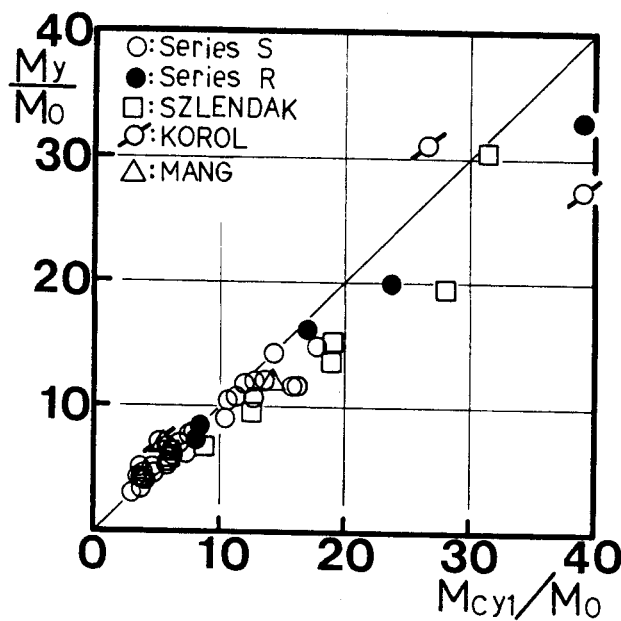 40
My
M0
○: Series S
●: Series R
□: SZLENDAK
⌀: KOROL
△: MANG
30
20
10
0 10 20 30 40
Mcy1/M0